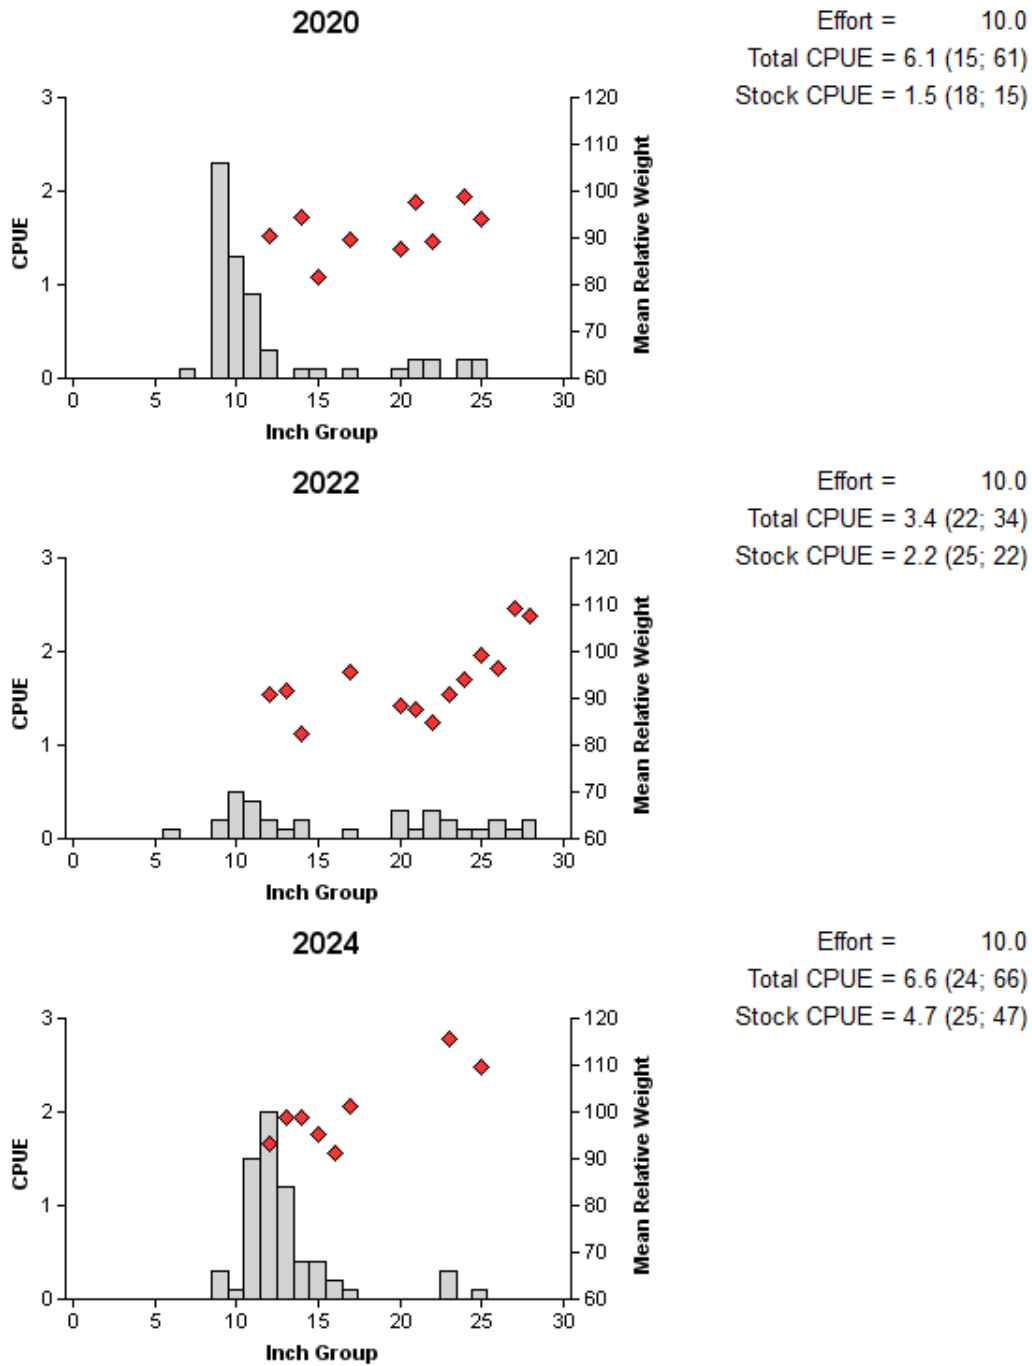 2020
Effort = 10.0
Total CPUE = 6.1 (15; 61)
Stock CPUE = 1.5 (18; 15)
3
2
1
0
CPUE
120
110
100
90
80
70
60
Mean Relative Weight
0 5 10 15 20 25 30
Inch Group
2022
Effort = 10.0
Total CPUE = 3.4 (22; 34)
Stock CPUE = 2.2 (25; 22)
3
2
1
0
CPUE
120
110
100
90
80
70
60
Mean Relative Weight
0 5 10 15 20 25 30
Inch Group
2024
Effort = 10.0
Total CPUE = 6.6 (24; 66)
Stock CPUE = 4.7 (25; 47)
3
2
1
0
CPUE
120
110
100
90
80
70
60
Mean Relative Weight
0 5 10 15 20 25 30
Inch Group